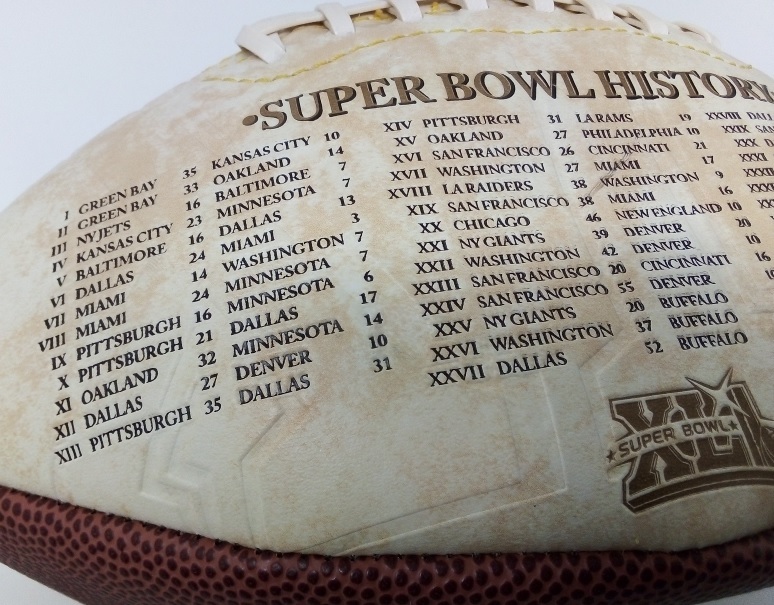 •SUPER BOWL HISTORY
I GREEN BAY 35 KANSAS CITY 10
II GREEN BAY 33 OAKLAND 14
III NY JETS 16 BALTIMORE 7
IV KANSAS CITY 23 MINNESOTA 7
V BALTIMORE 16 DALLAS 13
VI DALLAS 24 MIAMI 3
VII MIAMI 14 WASHINGTON 7
VIII MIAMI 24 MINNESOTA 7
IX PITTSBURGH 16 MINNESOTA 6
X PITTSBURGH 21 DALLAS 17
XI OAKLAND 32 MINNESOTA 14
XII DALLAS 27 DENVER 10
XIII PITTSBURGH 35 DALLAS 31
XIV PITTSBURGH 31 LA RAMS 19
XV OAKLAND 27 PHILADELPHIA 10
XVI SAN FRANCISCO 26 CINCINNATI 21
XVII WASHINGTON 27 MIAMI 17
XVIII LA RAIDERS 38 WASHINGTON 9
XIX SAN FRANCISCO 38 MIAMI 16
XX CHICAGO 46 NEW ENGLAND 10
XXI NY GIANTS 39 DENVER 20
XXII WASHINGTON 42 DENVER 10
XXIII SAN FRANCISCO 20 CINCINNATI 16
XXIV SAN FRANCISCO 55 DENVER
XXV NY GIANTS 20 BUFFALO
XXVI WASHINGTON 37 BUFFALO
XXVII DALLAS 52 BUFFALO
XXVIII
XXIX SAN
XXX
SUPER BOWL